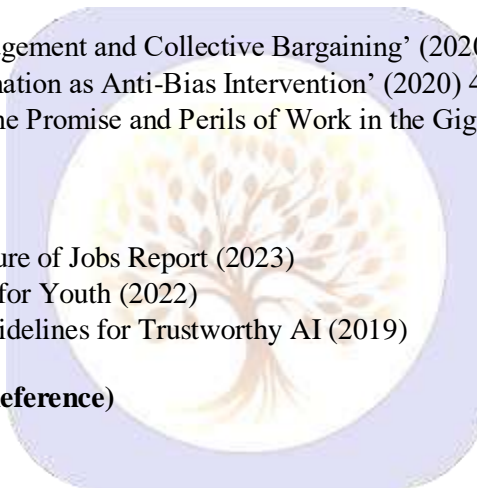 gement and Collective Bargaining’ (2020
nation as Anti-Bias Intervention’ (2020) 4
he Promise and Perils of Work in the Gig
ure of Jobs Report (2023)
for Youth (2022)
idelines for Trustworthy AI (2019)
eference)